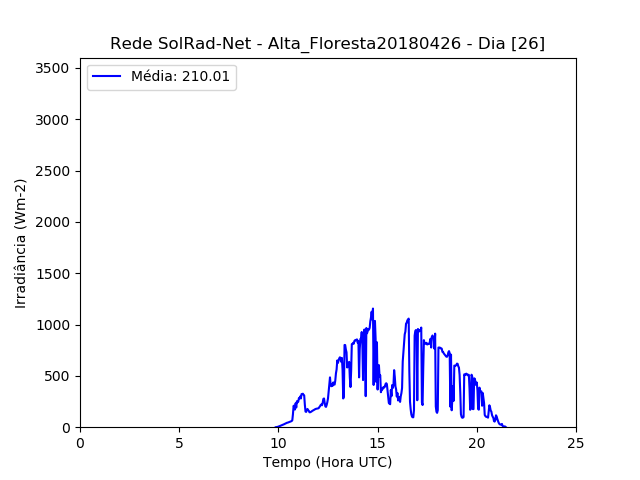 Rede SolRad-Net - Alta_Floresta20180426 - Dia [26]
Média: 210.01
3500
3000
2500
2000
1500
1000
500
0
Irradiância (Wm-2)
0 5 10 15 20 25
Tempo (Hora UTC)